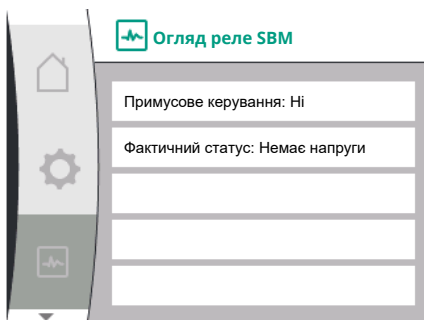 Огляд реле SBM
Примусове керування: Ні
Фактичний статус: Немає напруги